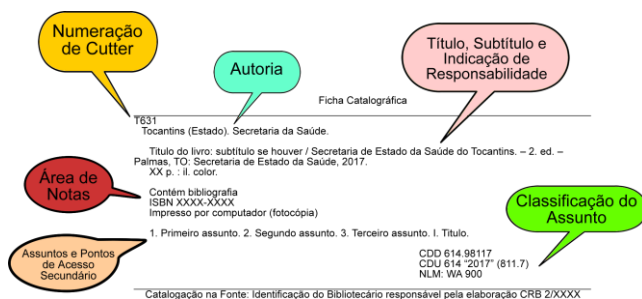 Numeração
de Cutter
Autoria
Título, Subtítulo e
Indicação de
Responsabilidade
Ficha Catalográfica
T631
Tocantins (Estado). Secretaria da Saúde.
Titulo do livro: subtítulo se houver / Secretaria de Estado da Saúde do Tocantins. – 2. ed. –
Palmas, TO: Secretaria de Estado da Saúde, 2017.
XX p. : il. color.
Área de
Notas
Contém bibliografia
ISBN XXXX-XXXX
Impresso por computador (fotocópia)
Classificação do
Assunto
Assuntos e Pontos
de Acesso
Secundário
1. Primeiro assunto. 2. Segundo assunto. 3. Terceiro assunto. I. Titulo.
CDD 614.98117
CDU 614 “2017” (811.7)
NLM: WA 900
Catalogação na Fonte: Identificação do Bibliotecário responsável pela elaboração CRB 2/XXXX